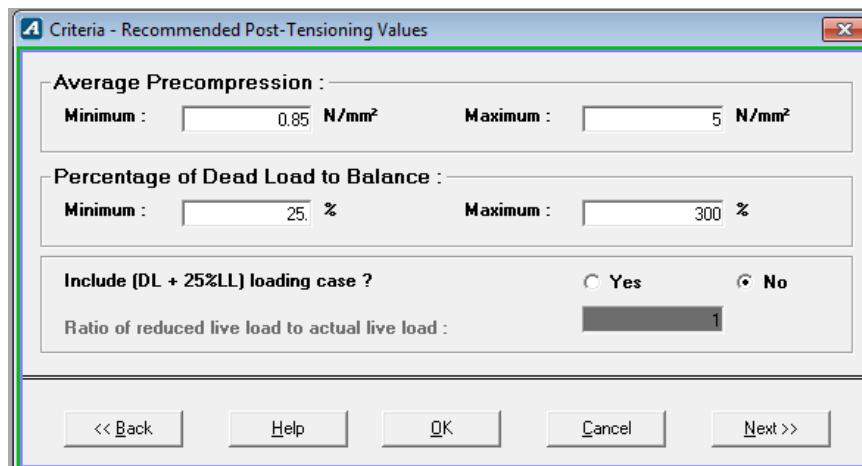 Criteria - Recommended Post-Tensioning Values
Average Precompression :
Minimum : 0.85 N/mm² Maximum : 5 N/mm²
Percentage of Dead Load to Balance :
Minimum : 25. % Maximum : 300 %
Include (DL + 25%LL) loading case ? Yes No
Ratio of reduced live load to actual live load : 1
<< Back Help OK Cancel Next >>